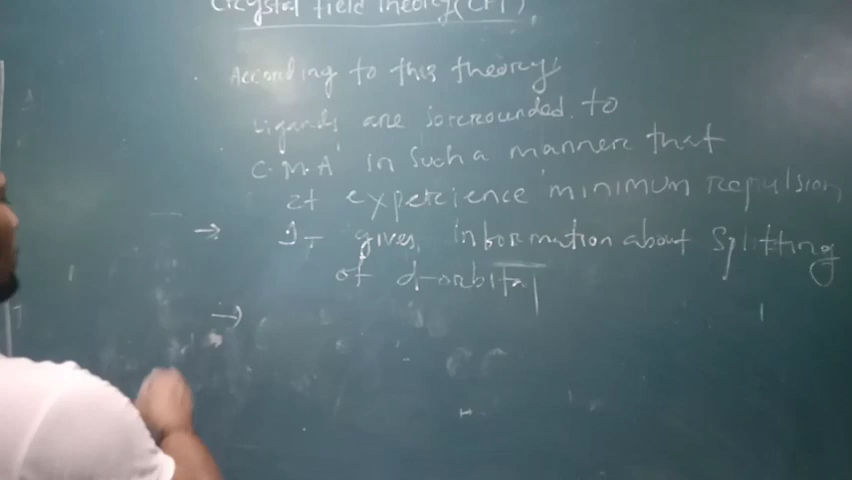 Crystal field Theory (CFT)
According to this theory,
Ligands are sorrounded to
C.M.A in such a manner that
it experience minimum repulsion
→ It gives information about splitting
of d-orbital
→